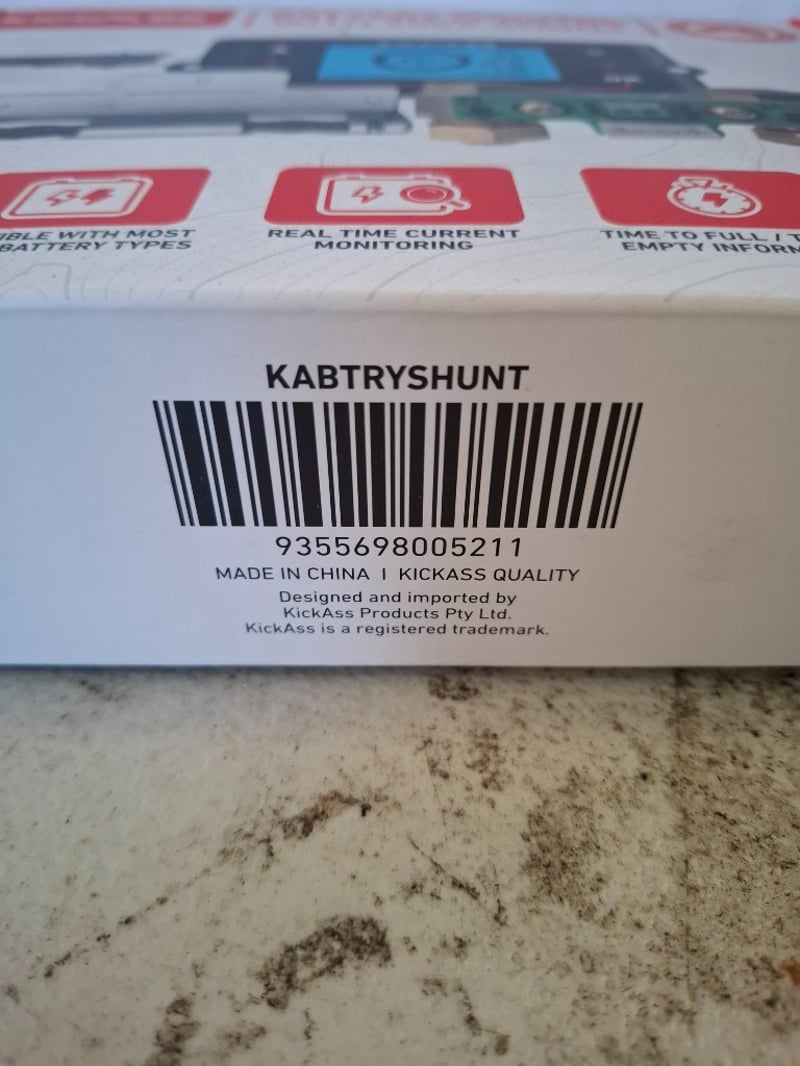 IBLE WITH MOST
BATTERY TYPES
REAL TIME CURRENT
MONITORING
TIME TO FULL / T
EMPTY INFORM
KABTRYSHUNT
9355698005211
MADE IN CHINA I KICKASS QUALITY
Designed and imported by
KickAss Products Pty Ltd.
KickAss is a registered trademark.